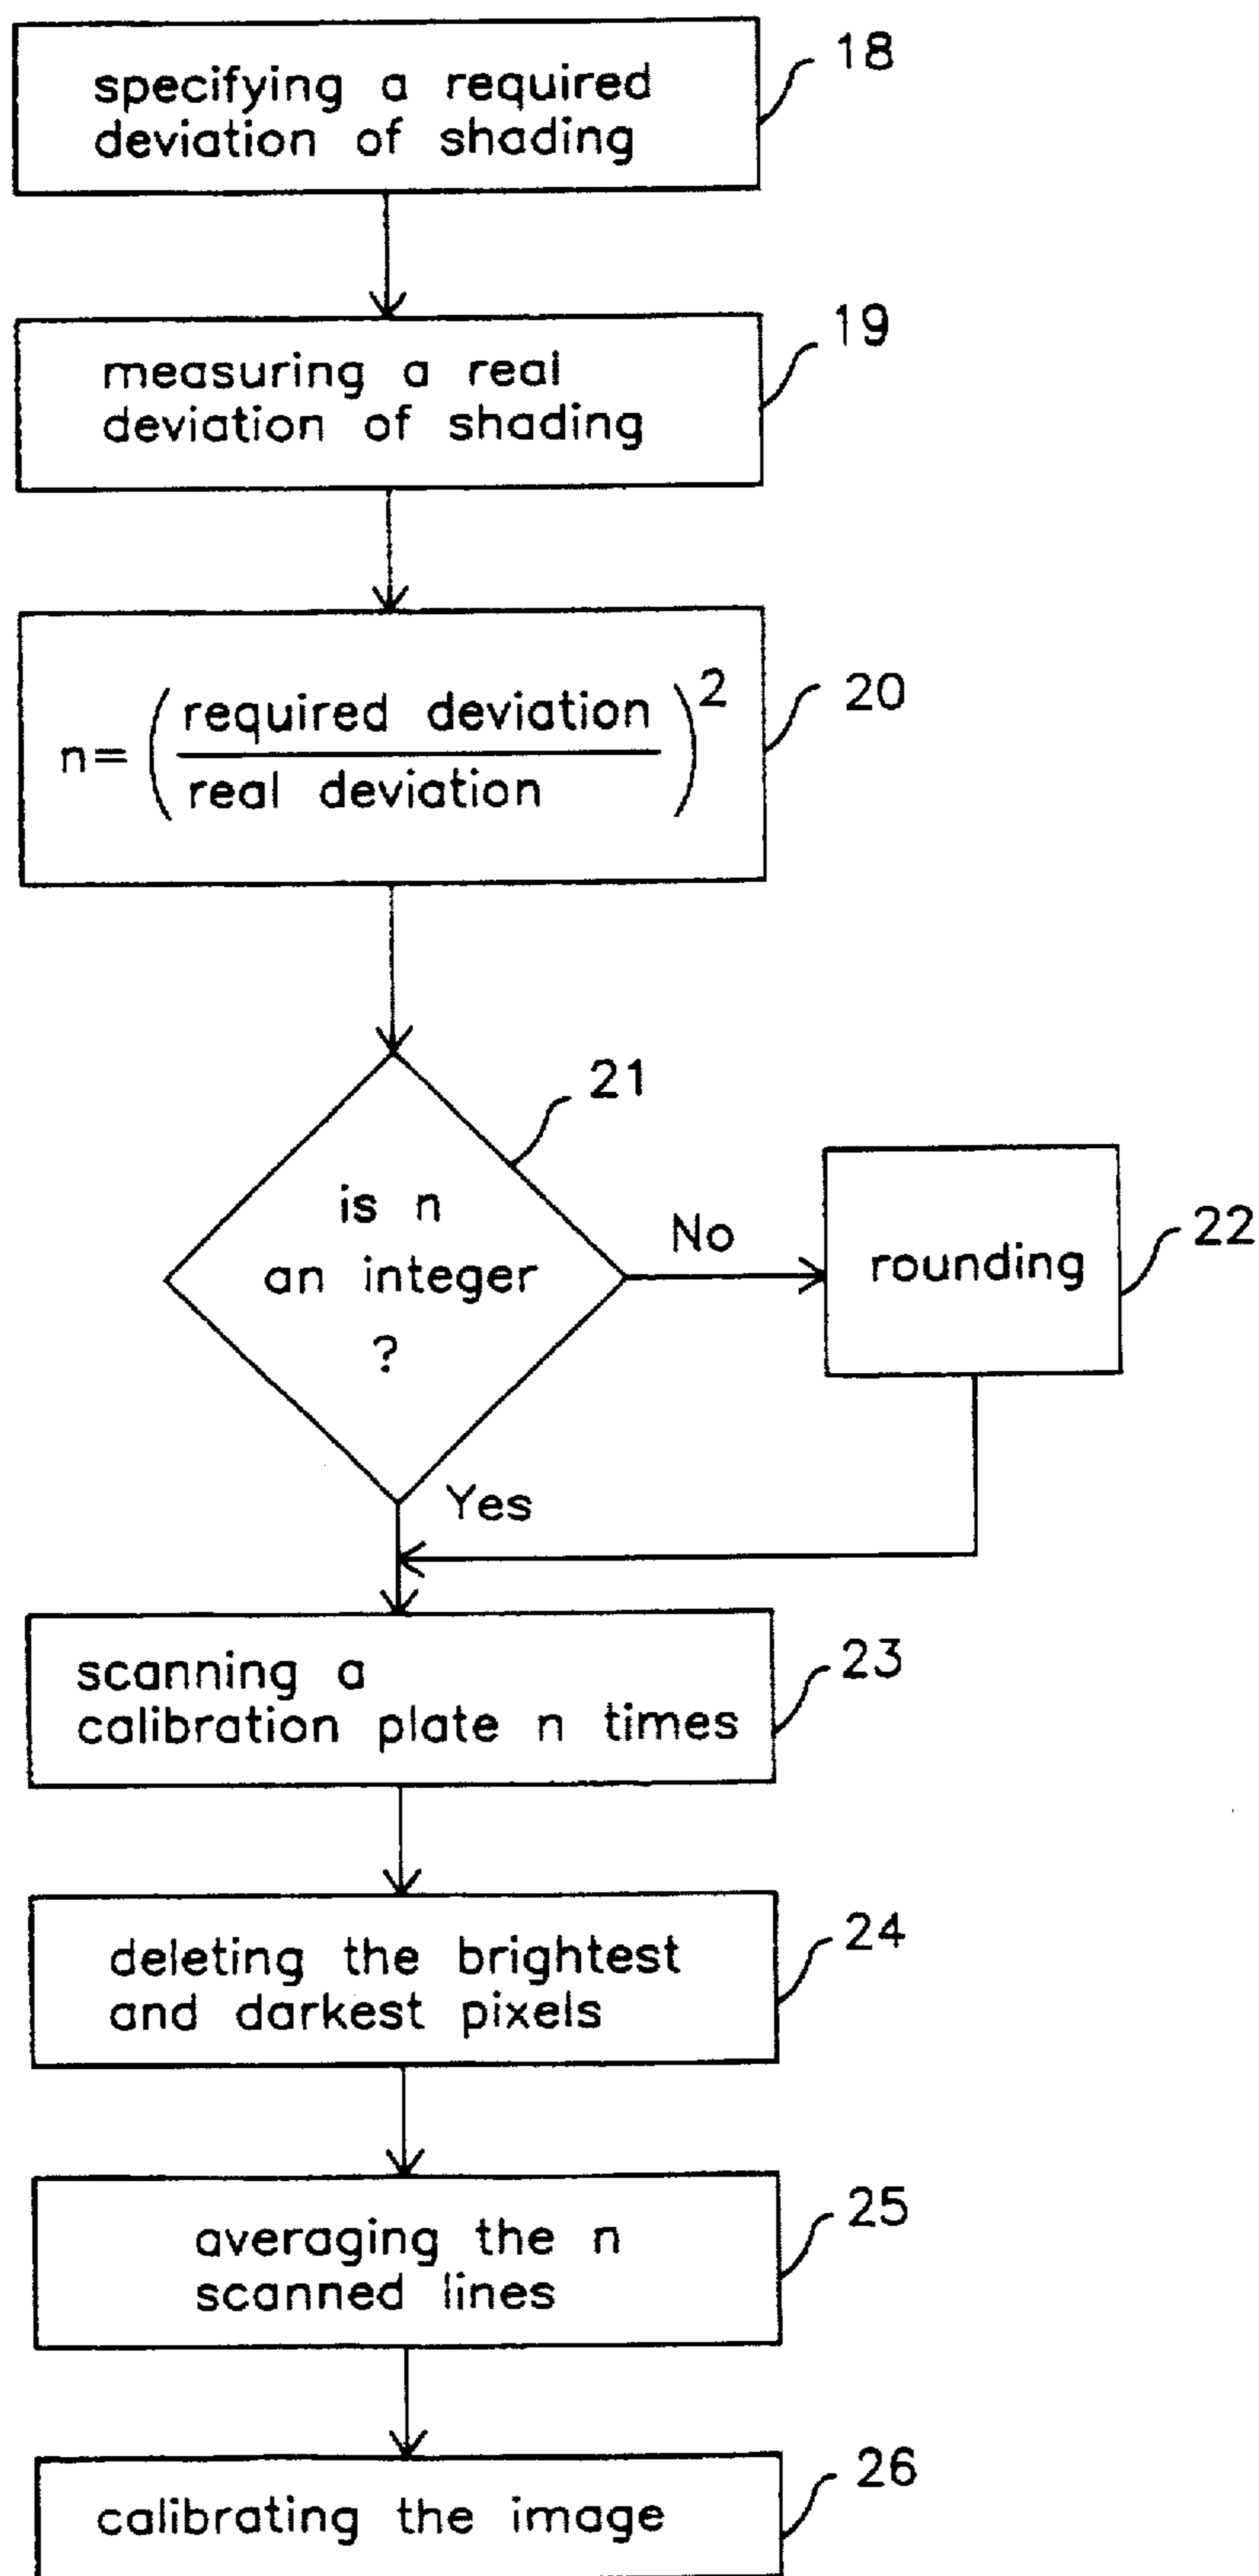 specifying a required
deviation of shading
18
measuring a real
deviation of shading
19
n= ( required deviation
real deviation ) 2
20
is n
an integer
?
21
No
rounding
22
Yes
scanning a
calibration plate n times
23
deleting the brightest
and darkest pixels
24
averaging the n
scanned lines
25
calibrating the image
26